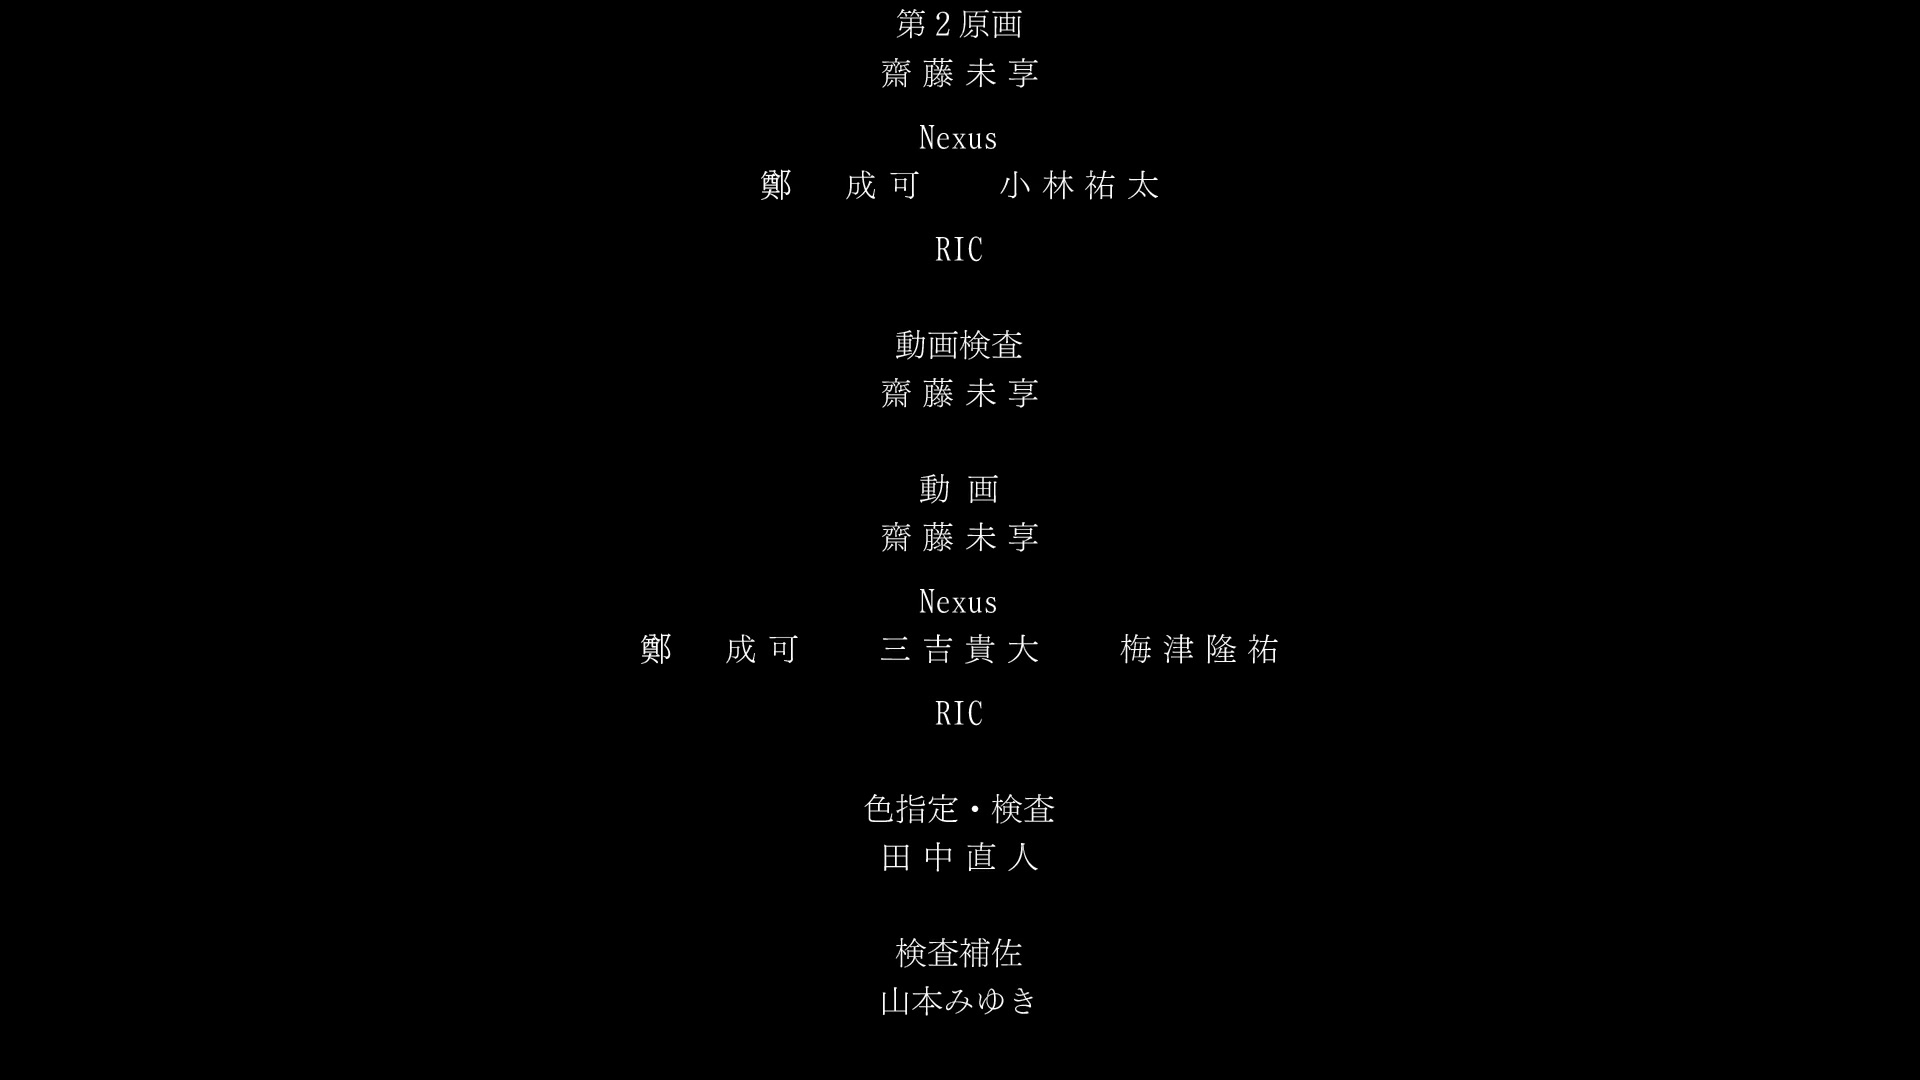 第２原画
齋藤未享
Nexus
鄭　成可　小林祐太
RIC
動画検査
齋藤未享
動画
齋藤未享
Nexus
鄭　成可　三吉貴大　梅津隆祐
RIC
色指定・検査
田中直人
検査補佐
山本みゆき